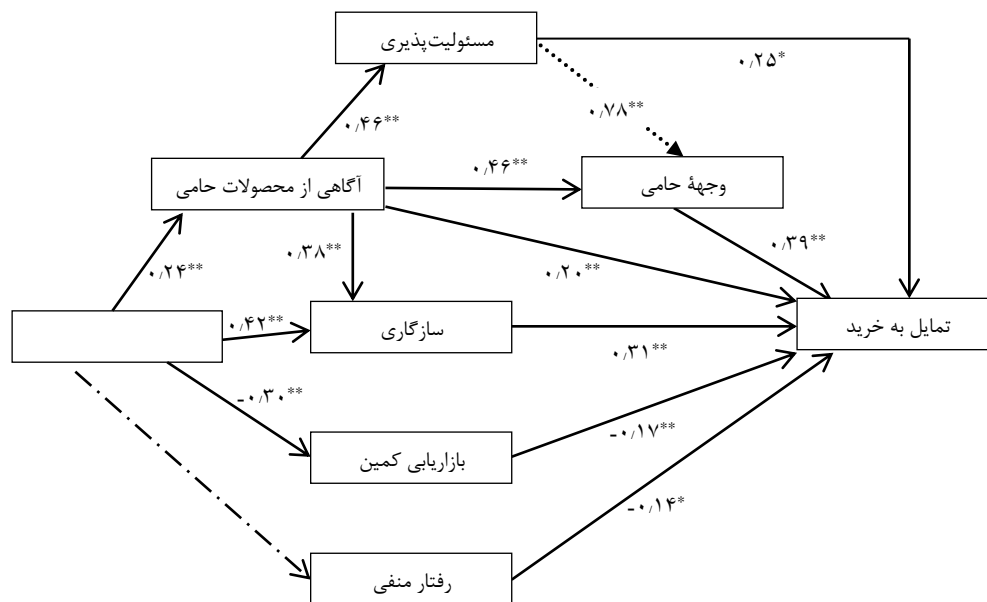 مسئولیت‌پذیری
۰٫۲۵*
۰٫۷۸**
۰٫۴۶**
وجهۀ حامی
۰٫۴۶**
آگاهی از محصولات حامی
۰٫۳۹**
۰٫۳۸**
۰٫۲۰**
۰٫۲۴**
تمایل به خرید
سازگاری
۰٫۴۲**
۰٫۳۱**
-۰٫۳۰**
بازاریابی کمین
-۰٫۱۷**
-۰٫۱۴*
رفتار منفی